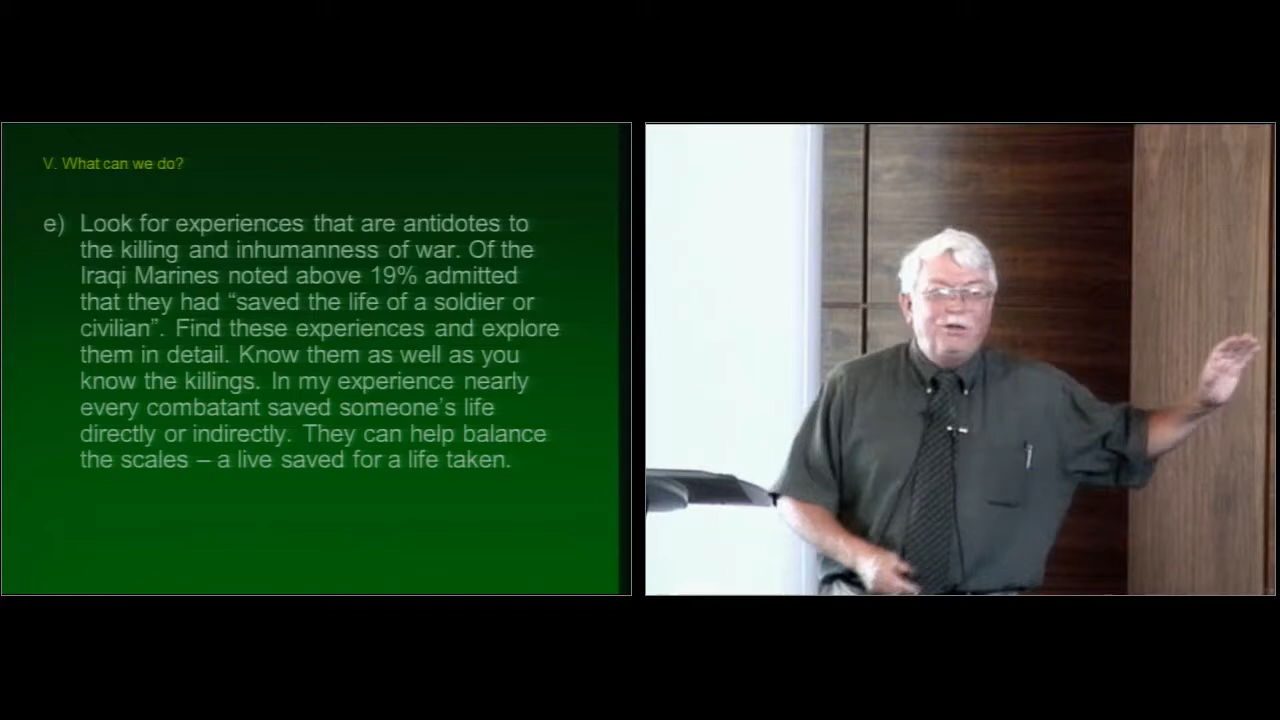 V. What can we do?
e) Look for experiences that are antidotes to
the killing and inhumanness of war. Of the
Iraqi Marines noted above 19% admitted
that they had “saved the life of a soldier or
civilian”. Find these experiences and explore
them in detail. Know them as well as you
know the killings. In my experience nearly
every combatant saved someone’s life
directly or indirectly. They can help balance
the scales – a live saved for a life taken.